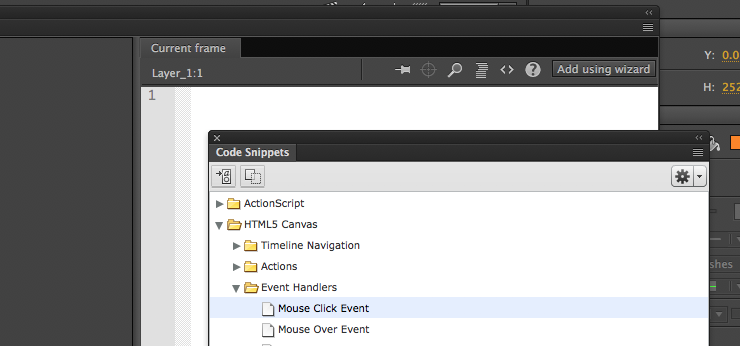 Current frame
Layer_1:1
Add using wizard
1
Y: 0.0
H: 252
Code Snippets
ActionScript
HTML5 Canvas
Timeline Navigation
Actions
Event Handlers
Mouse Click Event
Mouse Over Event
shes